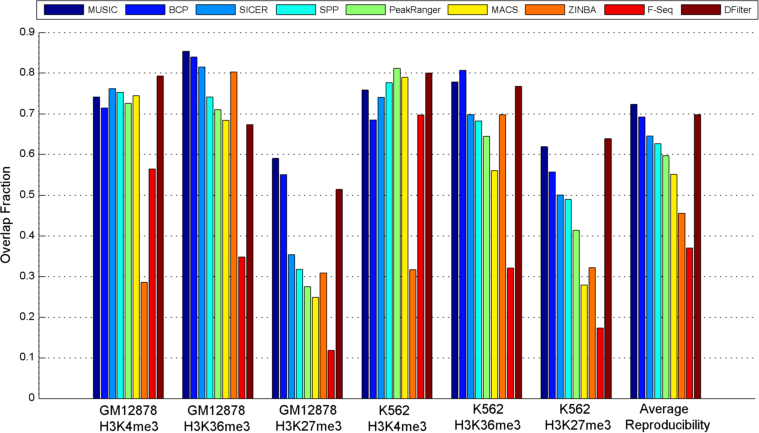 MUSIC BCP SICER SPP PeakRanger MACS ZINBA F-Seq DFilter
0.9
0.8
0.7
0.6
0.5
0.4
0.3
0.2
0.1
0
Overlap Fraction
GM12878 GM12878 GM12878 K562 K562 K562 Average
H3K4me3 H3K36me3 H3K27me3 H3K4me3 H3K36me3 H3K27me3 Reproducibility